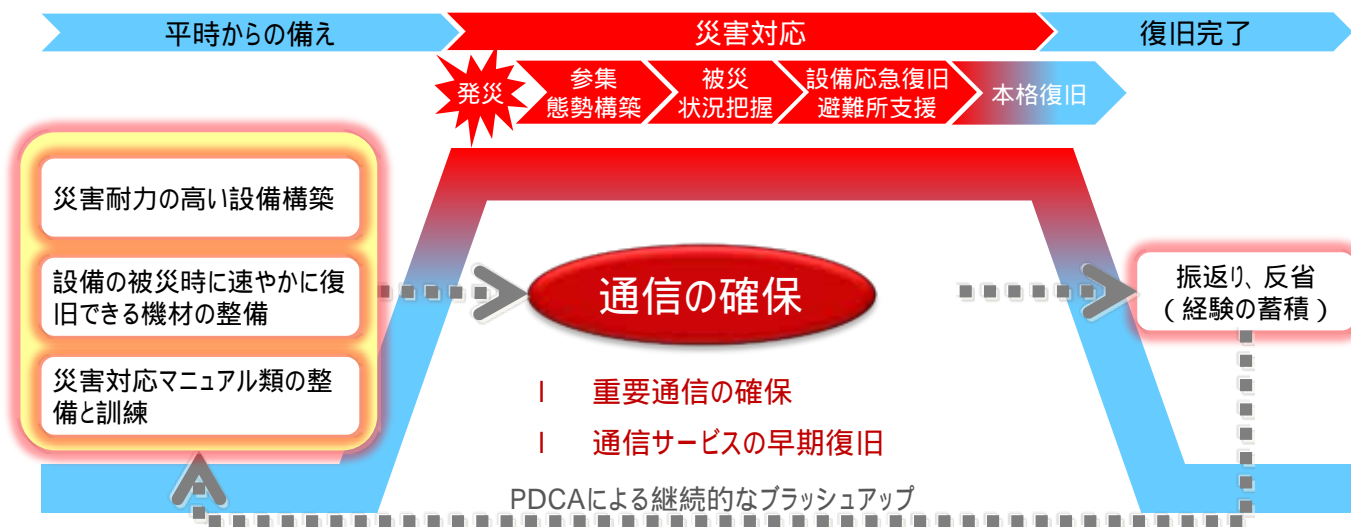 平時からの備え
災害対応
復旧完了
発災
参集
態勢構築
被災
状況把握
設備応急復旧
避難所支援
本格復旧
災害耐力の高い設備構築
設備の被災時に速やかに復
旧できる機材の整備
災害対応マニュアル類の整
備と訓練
通信の確保
振返り、反省
（経験の蓄積）
l 重要通信の確保
l 通信サービスの早期復旧
PDCAによる継続的なブラッシュアップ